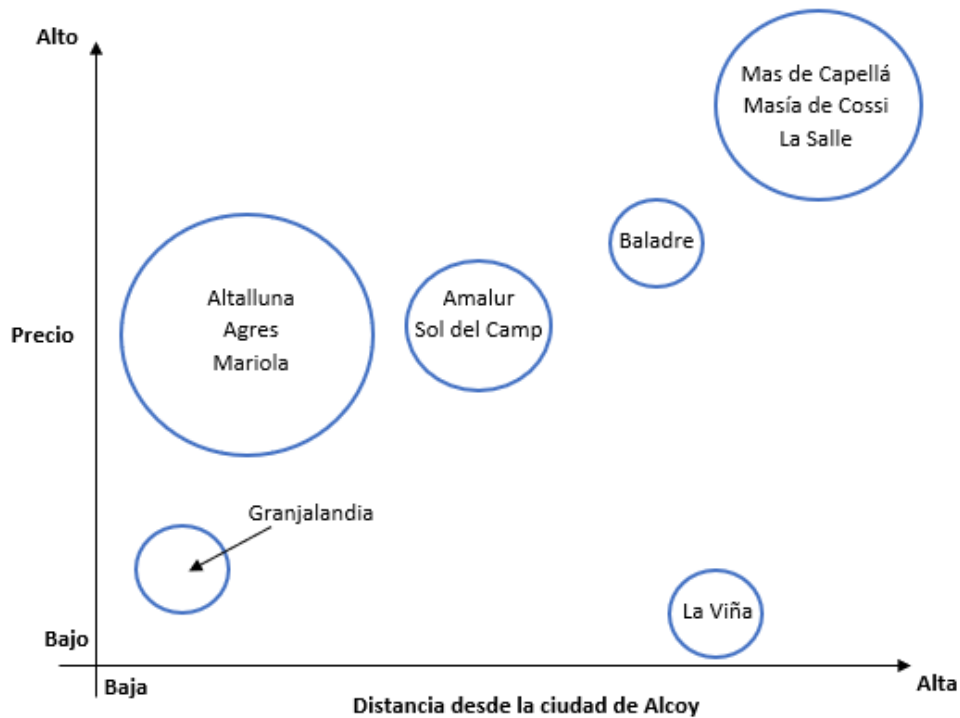 Alto
Mas de Capellá
Masía de Cossi
La Salle
Baladre
Altalluna
Agres
Mariola
Amalur
Sol del Camp
Precio
Granjalandia
La Viña
Bajo
Baja
Alta
Distancia desde la ciudad de Alcoy